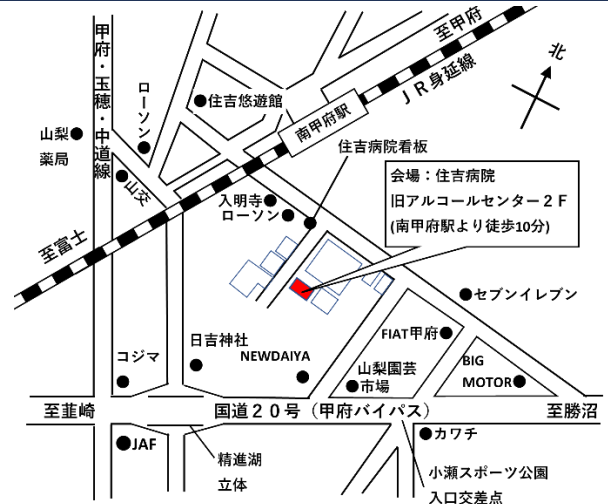 甲府・玉穂・中道線
ローソン
山梨
薬局
山交
住吉悠遊館
南甲府駅
至甲府
JR身延線
北
住吉病院看板
会場：住吉病院
旧アルコールセンター２Ｆ
(南甲府駅より徒歩10分)
入明寺
ローソン
至富士
セブンイレブン
FIAT甲府
BIG
MOTOR
コジマ
日吉神社
NEWDAIYA
山梨園芸
市場
至韮崎
国道２０号（甲府バイパス）
至勝沼
JAF
精進湖
立体
カワチ
小瀬スポーツ公園
入口交差点